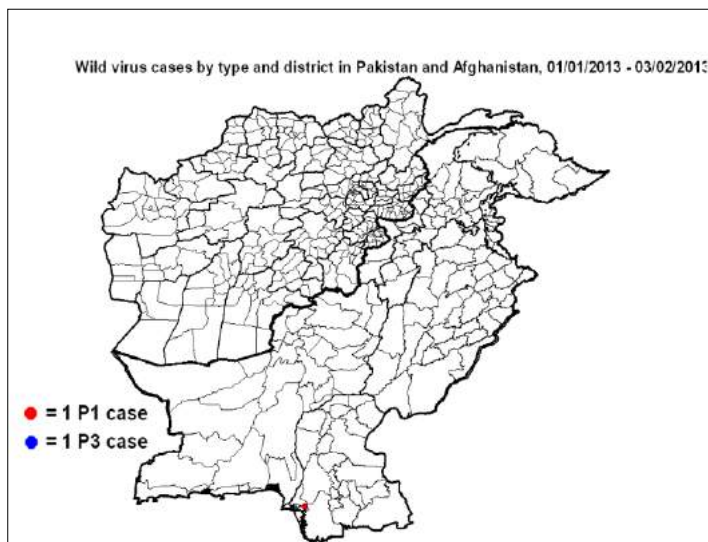 Wild virus cases by type and district in Pakistan and Afghanistan, 01/01/2013 - 03/02/2013
= 1 P1 case
= 1 P3 case